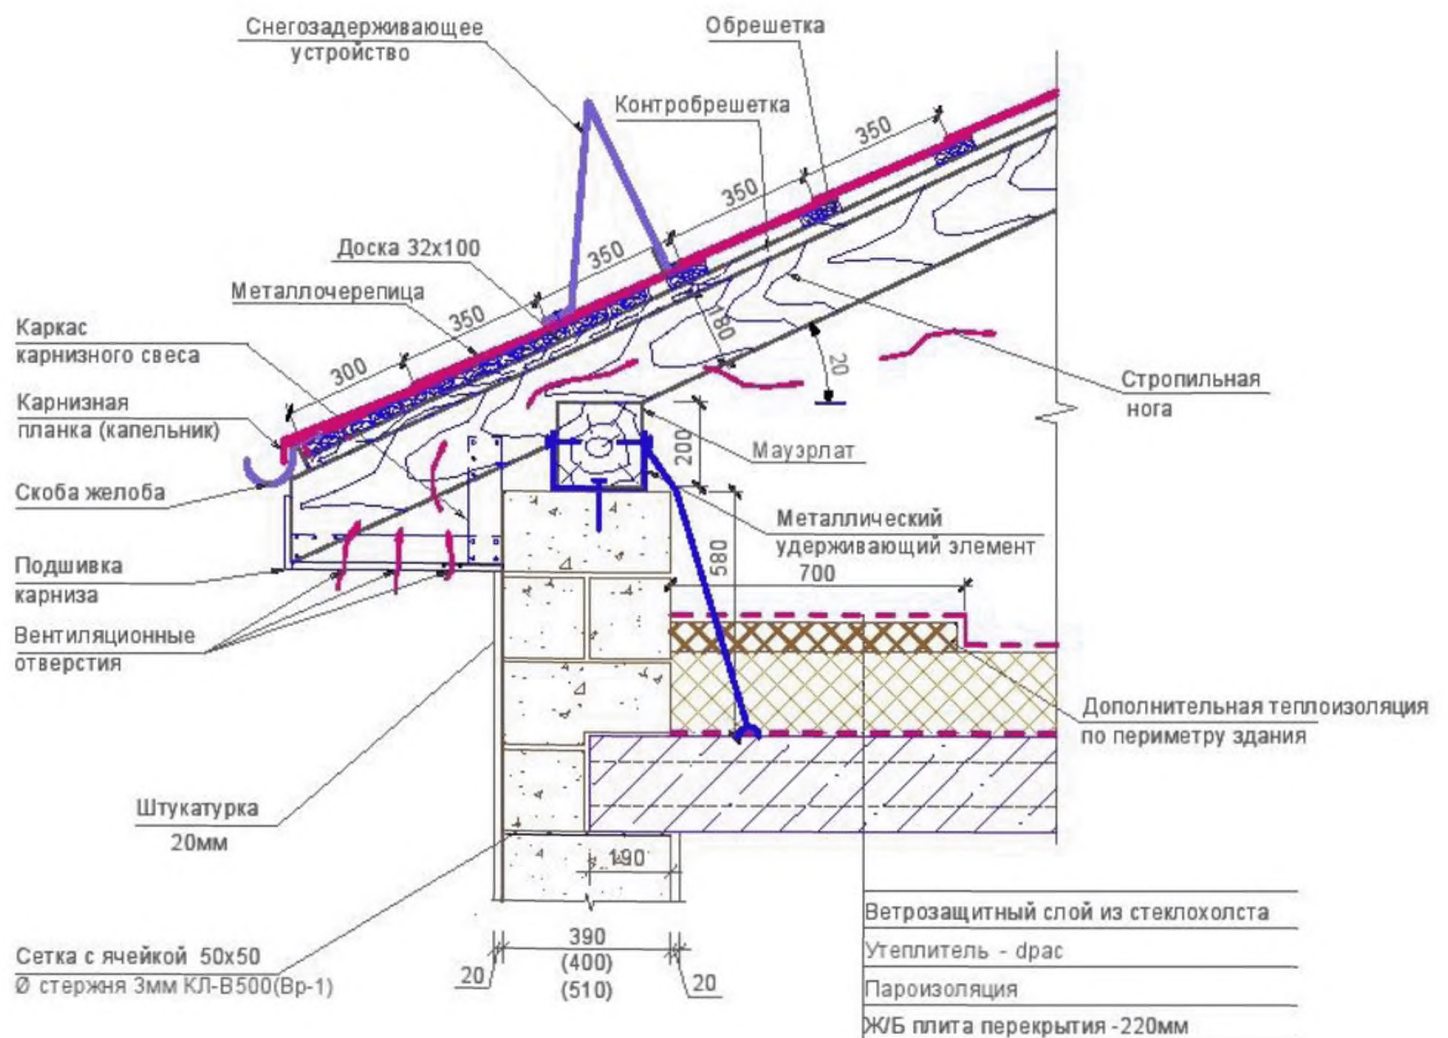 Снегозадерживающее
устройство
Обрешетка
Контробрешетка
350
350
350
350
300
Доска 32х100
Металлочерепица
Каркас
карнизного свеса
Карнизная
планка (капельник)
Скоба желоба
Подшивка
карниза
Вентиляционные
отверстия
180
20
Стропильная
нога
Мауэрлат
200
Металлический
удерживающий элемент
580
700
Дополнительная теплоизоляция
по периметру здания
Штукатурка
20мм
190
Сетка с ячейкой 50х50
Ø стержня 3мм КЛ-В500(Вр-1)
390
(400)
(510)
20
20
Ветрозащитный слой из стеклохолста
Утеплитель - dрас
Пароизоляция
Ж/Б плита перекрытия -220мм